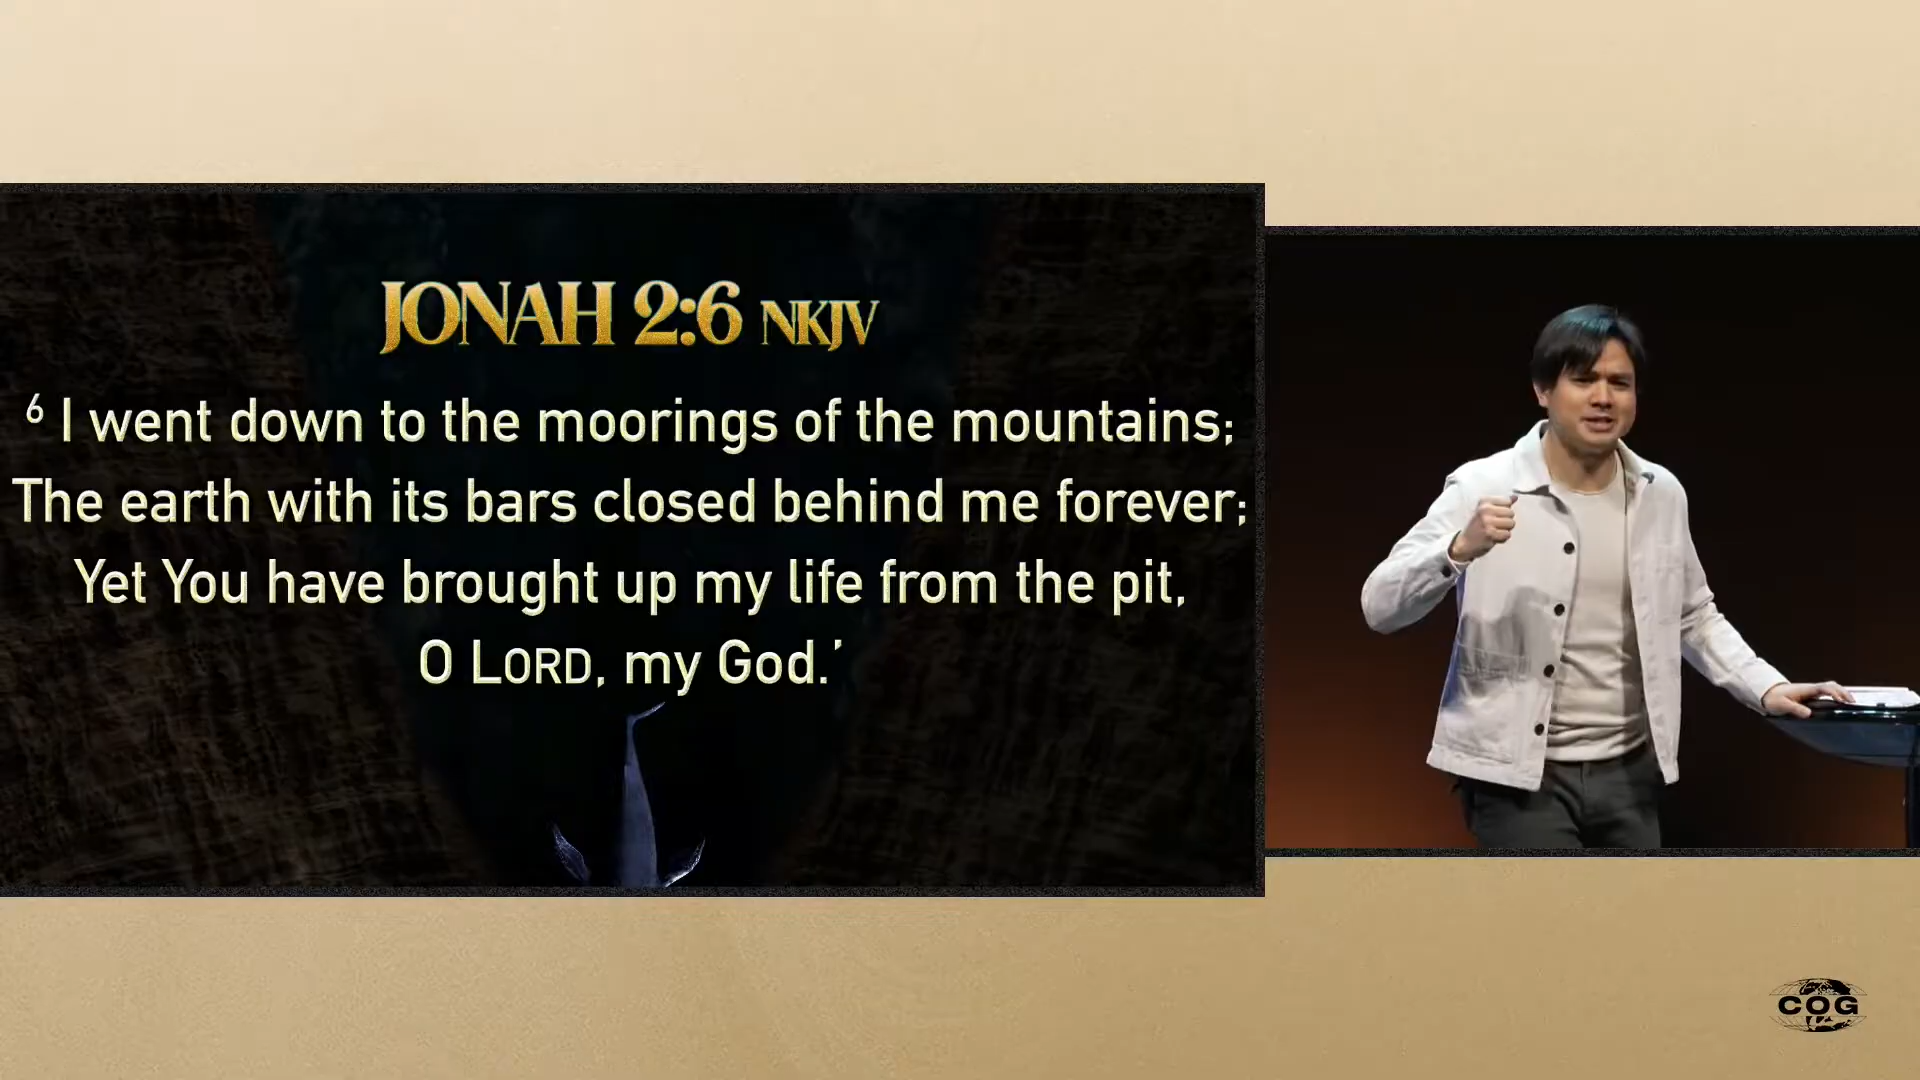 JONAH 2:6 NKJV
6 I went down to the moorings of the mountains;
The earth with its bars closed behind me forever;
Yet You have brought up my life from the pit,
O LORD, my God.’
COG